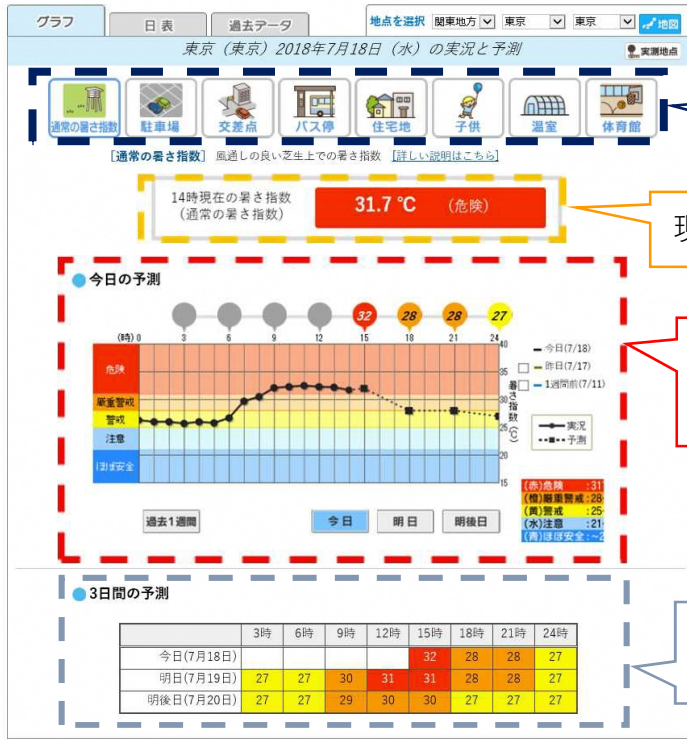 グラフ
日表
過去データ
地点を選択 関東地方 東京 東京 地図
東京（東京）2018年7月18日（水）の実況と予測
実測地点
通常の暑さ指数 駐車場 交差点 バス停 住宅地 子供 温室 体育館
［通常の暑さ指数］ 風通しの良い芝生上での暑さ指数 [詳しい説明はこちら]
14時現在の暑さ指数
（通常の暑さ指数）
31.7 ℃ （危険）
現
今日の予測
32 28 28 27
(時) 0 3 6 9 12 15 18 21 24
危険
厳重警戒
警戒
注意
ほぼ安全
40
35
30
25
20
15
暑さ指数(℃)
今日(7/18)
昨日(7/17)
1週間前(7/11)
実況
予測
(赤)危険 :31
(橙)厳重警戒:28
(黄)警戒 :25
(水)注意 :21
(青)ほぼ安全:~2
過去1週間 今日 明日 明後日
3日間の予測
3時 6時 9時 12時 15時 18時 21時 24時
今日(7月18日) 32 28 28 27
明日(7月19日) 27 27 30 31 31 28 28 27
明後日(7月20日) 27 27 29 30 30 27 27 27